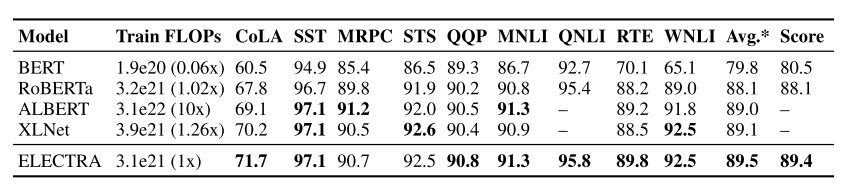 Model Train FLOPs CoLA SST MRPC STS QQP MNLI QNLI RTE WNLI Avg.* Score
BERT 1.9e20 (0.06x) 60.5 94.9 85.4 86.5 89.3 86.7 92.7 70.1 65.1 79.8 80.5
RoBERTa 3.2e21 (1.02x) 67.8 96.7 89.8 91.9 90.2 90.8 95.4 88.2 89.0 88.1 88.1
ALBERT 3.1e22 (10x) 69.1 97.1 91.2 92.0 90.5 91.3 – 89.2 91.8 89.0 –
XLNet 3.9e21 (1.26x) 70.2 97.1 90.5 92.6 90.4 90.9 – 88.5 92.5 89.1 –
ELECTRA 3.1e21 (1x) 71.7 97.1 90.7 92.5 90.8 91.3 95.8 89.8 92.5 89.5 89.4